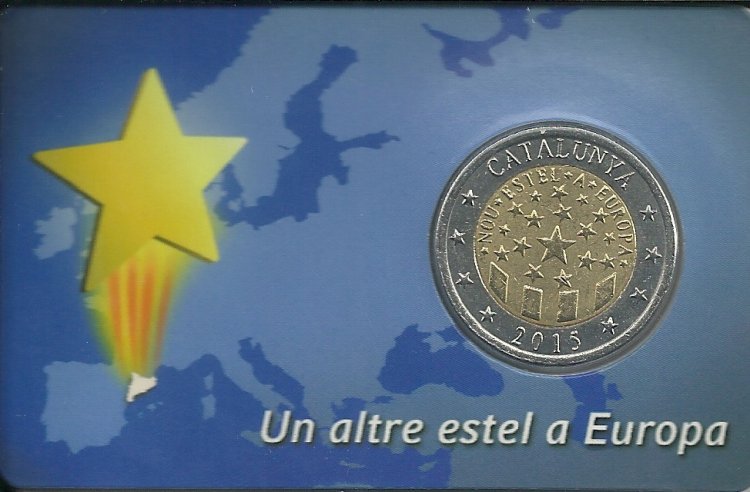 CATALUNYA
NOU · ESTEL · A · EUROPA
2015
Un altre estel a Europa